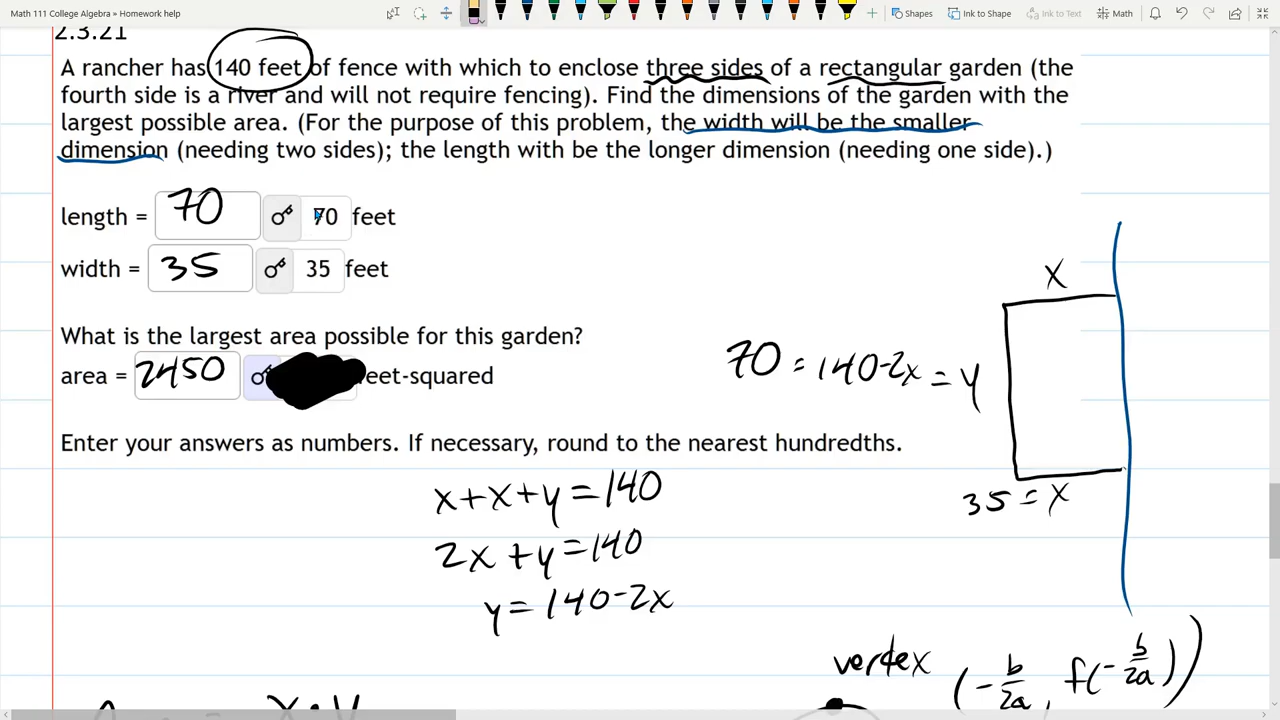 Math 111 College Algebra » Homework help
Shapes Ink to Shape Ink to Text Math
2.3.21
A rancher has 140 feet of fence with which to enclose three sides of a rectangular garden (the
fourth side is a river and will not require fencing). Find the dimensions of the garden with the
largest possible area. (For the purpose of this problem, the width will be the smaller
dimension (needing two sides); the length with be the longer dimension (needing one side).)
length = 70 70 feet
width = 35 35 feet
x
What is the largest area possible for this garden?
area = 2450 eet-squared
70 = 140-2x = y
Enter your answers as numbers. If necessary, round to the nearest hundredths.
x+x+y=140
35 = x
2x+y=140
y=140-2x
vertex (-b/2a, f(-b/2a))